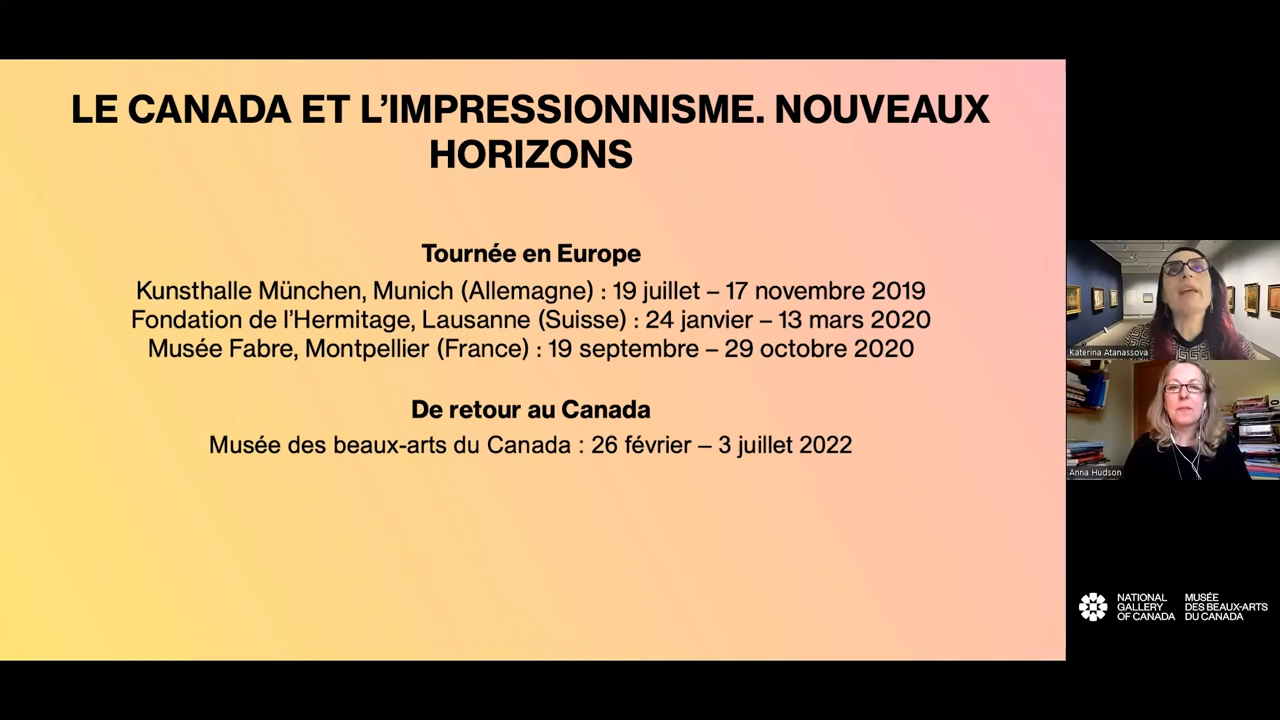 LE CANADA ET L'IMPRESSIONNISME. NOUVEAUX
HORIZONS
Tournée en Europe
Kunsthalle München, Munich (Allemagne) : 19 juillet – 17 novembre 2019
Fondation de l'Hermitage, Lausanne (Suisse) : 24 janvier – 13 mars 2020
Musée Fabre, Montpellier (France) : 19 septembre – 29 octobre 2020
De retour au Canada
Musée des beaux-arts du Canada : 26 février – 3 juillet 2022
Katerina Atanassova
Anna Hudson
NATIONAL
GALLERY
OF CANADA
MUSÉE
DES BEAUX-ARTS
DU CANADA